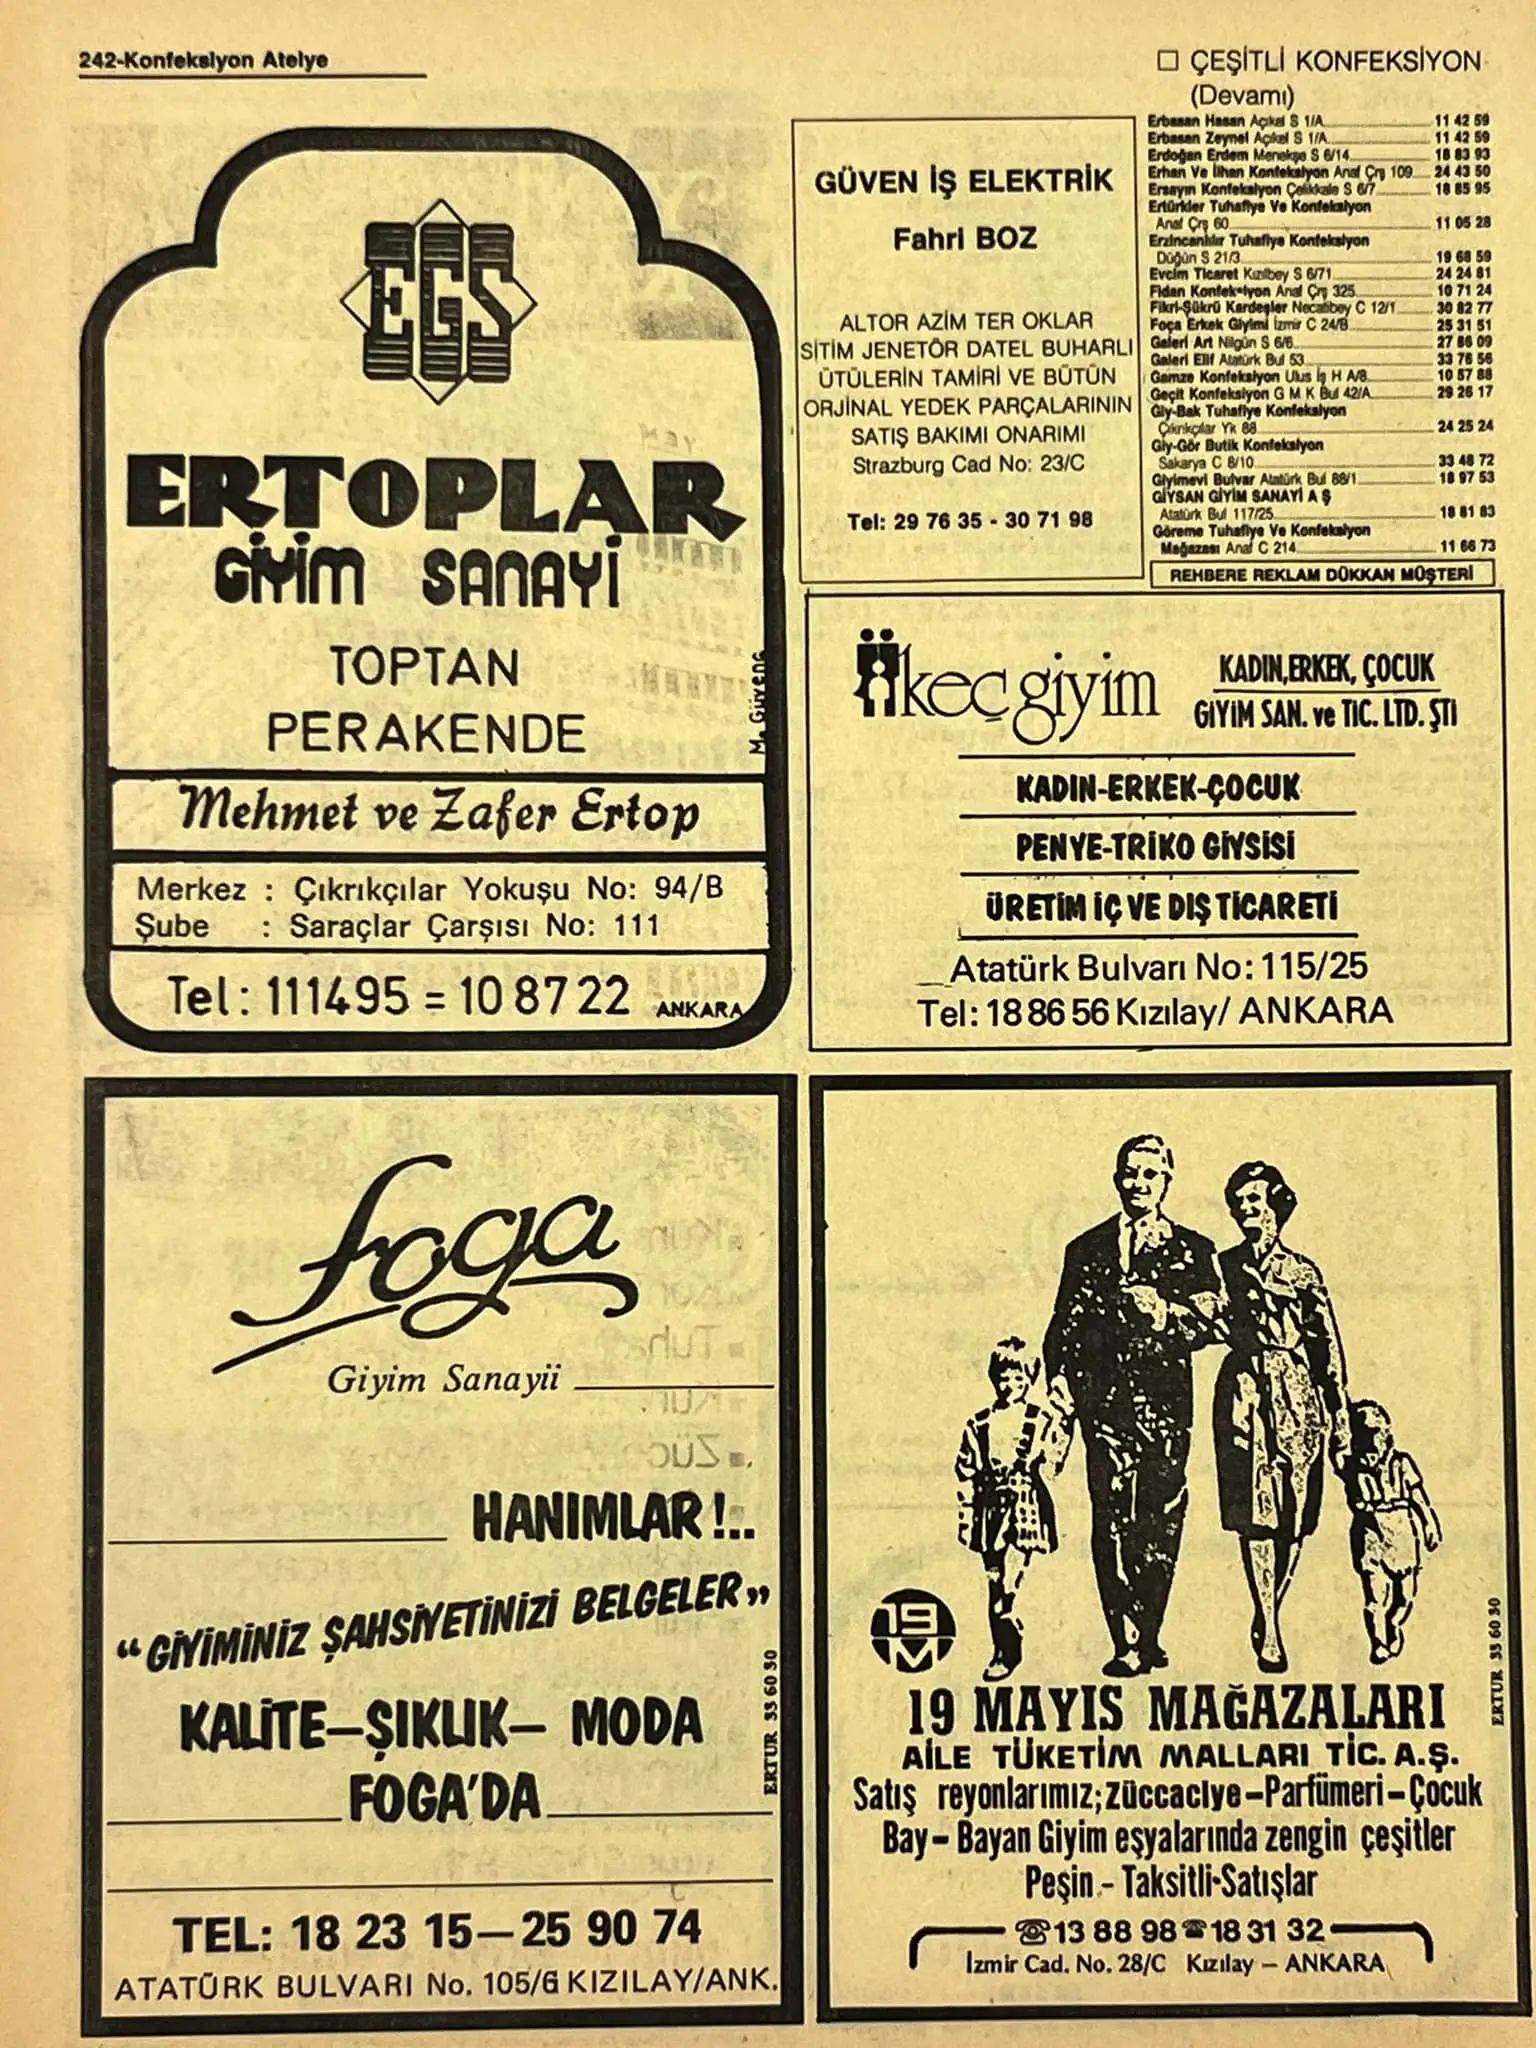 242-Konfeksiyon Atelye
EGS
ERTOPLAR
GİYİM SANAYİ
TOPTAN
PERAKENDE
M. Güvenç
Mehmet ve Zafer Ertop
Merkez : Çıkrıkçılar Yokuşu No: 94/B
Şube : Saraçlar Çarşısı No: 111
Tel: 111495 = 10 87 22 ANKARA
GÜVEN İŞ ELEKTRİK
Fahri BOZ
ALTOR AZİM TER OKLAR
SİTİM JENETÖR DATEL BUHARLI
ÜTÜLERİN TAMİRİ VE BÜTÜN
ORJİNAL YEDEK PARÇALARININ
SATIŞ BAKIMI ONARIMI
Strazburg Cad No: 23/C
Tel: 29 76 35 - 30 71 98
□ ÇEŞİTLİ KONFEKSİYON
(Devamı)
Erbasan Hasan Açıkel S 1/A 11 42 59
Erbasan Zeynel Açıkel S 1/A 11 42 59
Erdoğan Erdem Menekşe S 6/14 18 83 93
Erhan Ve İlhan Konfeksiyon Anaf Çrş 109 24 43 50
Ersayın Konfeksiyon Çelikkale S 6/7 18 85 95
Ertürkler Tuhafiye Ve Konfeksiyon
Anaf Çrş 60 11 05 28
Erzincanlılr Tuhafiye Konfeksiyon
Düğün S 21/3 19 68 59
Evcim Ticaret Kızılbey S 6/71 24 24 81
Fidan Konfek*iyon Anaf Çrş 325 10 71 24
Fikri-Şükrü Kardeşler Necatibey C 12/1 30 82 77
Foça Erkek Giyimi İzmir C 24/B 25 31 51
Galeri Art Nilgün S 6/6 27 86 09
Galeri Elif Atatürk Bul 53 33 76 56
Gamze Konfeksiyon Ulus İş H A/8 10 57 88
Geçit Konfeksiyon G M K Bul 42/A 29 26 17
Giy-Bak Tuhafiye Konfeksiyon
Çıkrıkçılar Yk 88 24 25 24
Giy-Gör Butik Konfeksiyon
Sakarya C 8/10 33 48 72
Giyimevi Bulvar Atatürk Bul 88/1 18 97 53
GİYSAN GİYİM SANAYİ A Ş
Atatürk Bul 117/25 18 81 83
Göreme Tuhafiye Ve Konfeksiyon
Mağazası Anaf C 214 11 66 73
REHBERE REKLAM DÜKKAN MÜŞTERİ
keçgiyim
KADIN, ERKEK, ÇOCUK
GİYİM SAN. ve TİC. LTD. ŞTİ
KADIN-ERKEK-ÇOCUK
PENYE-TRİKO GİYSİSİ
ÜRETİM İÇ VE DIŞ TİCARETİ
Atatürk Bulvarı No: 115/25
Tel: 18 86 56 Kızılay/ ANKARA
foga
Giyim Sanayii
HANIMLAR!..
“GİYİMİNİZ ŞAHSİYETİNİZİ BELGELER”
KALİTE–ŞIKLIK– MODA
FOGA'DA
ERTUR 33 60 30
TEL: 18 23 15–25 90 74
ATATÜRK BULVARI No. 105/6 KIZILAY/ANK.
19
M
ERTUR 33 60 30
19 MAYIS MAĞAZALARI
AİLE TÜKETİM MALLARI TİC. A.Ş.
Satış reyonlarımız; züccaciye–Parfümeri–Çocuk
Bay–Bayan Giyim eşyalarında zengin çeşitler
Peşin.- Taksitli-Satışlar
☎13 88 98 ☎18 31 32
İzmir Cad. No. 28/C Kızılay – ANKARA